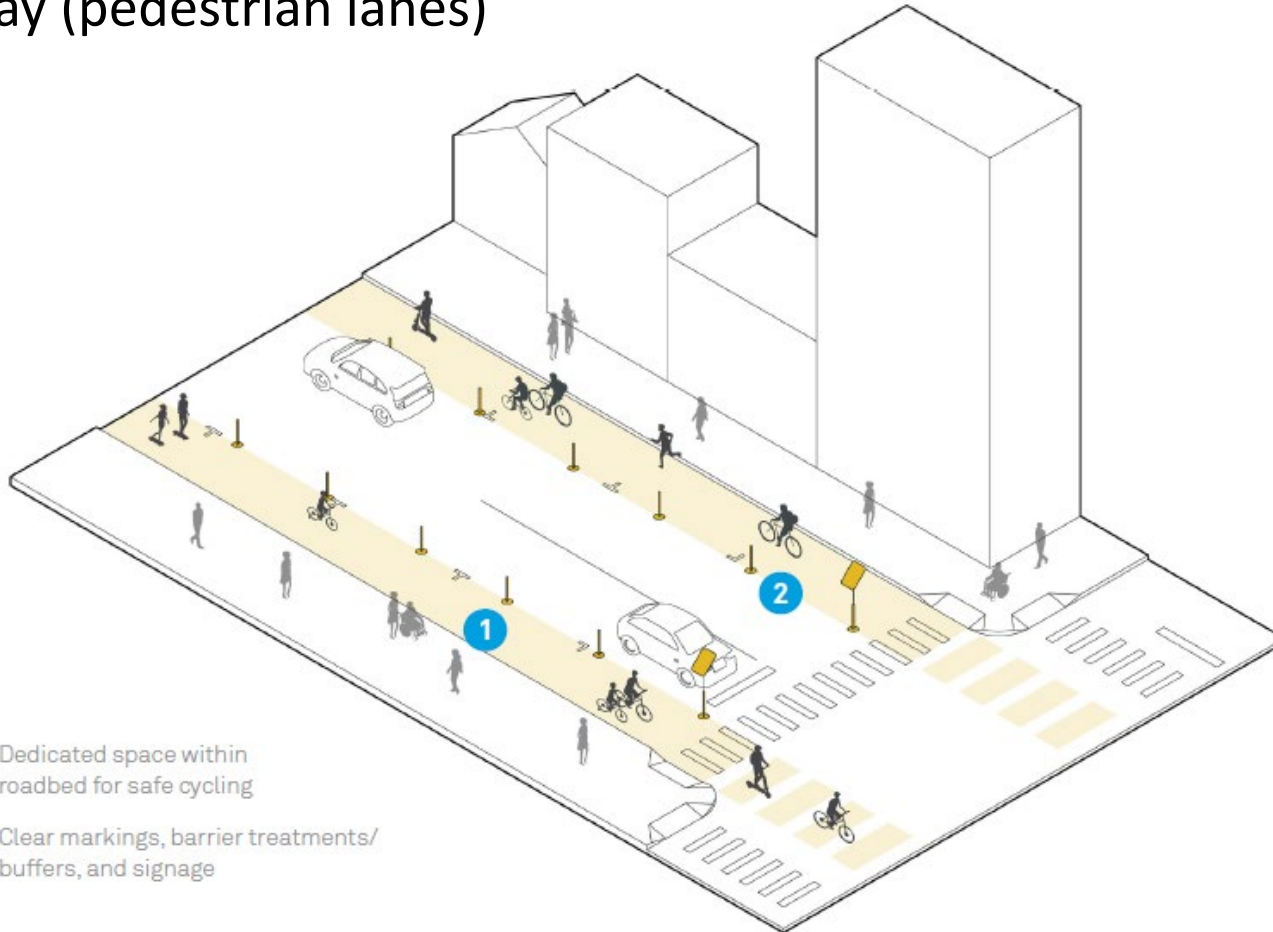 ay (pedestrian lanes)
2
1
Dedicated space within
roadbed for safe cycling
Clear markings, barrier treatments/
buffers, and signage